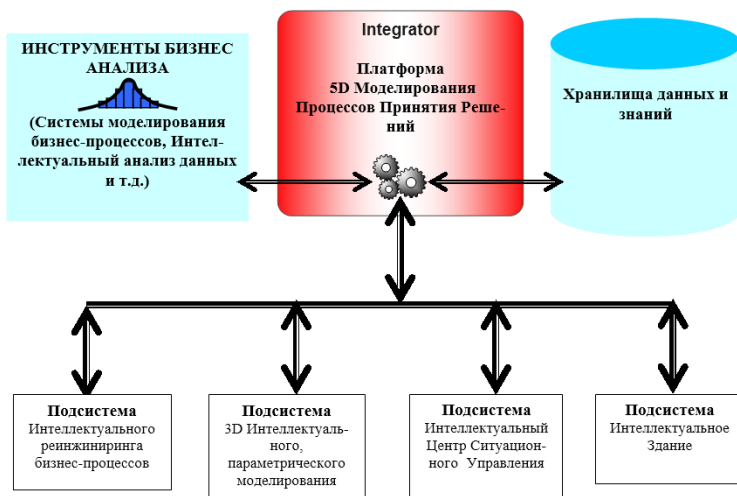 ИНСТРУМЕНТЫ БИЗНЕС
АНАЛИЗА
(Системы моделирования
бизнес-процессов, Интел-
лектуальный анализ данных
и т.д.)
Integrator
Платформа
5D Моделирования
Процессов Принятия Реше-
ний
Хранилища данных и
знаний
Подсистема
Интеллектуального
реинжиниринга
бизнес-процессов
Подсистема
3D Интеллектуаль-
ного,
параметрического
моделирования
Подсистема
Интеллектуальный
Центр Ситуацион-
ного Управления
Подсистема
Интеллектуальное
Здание